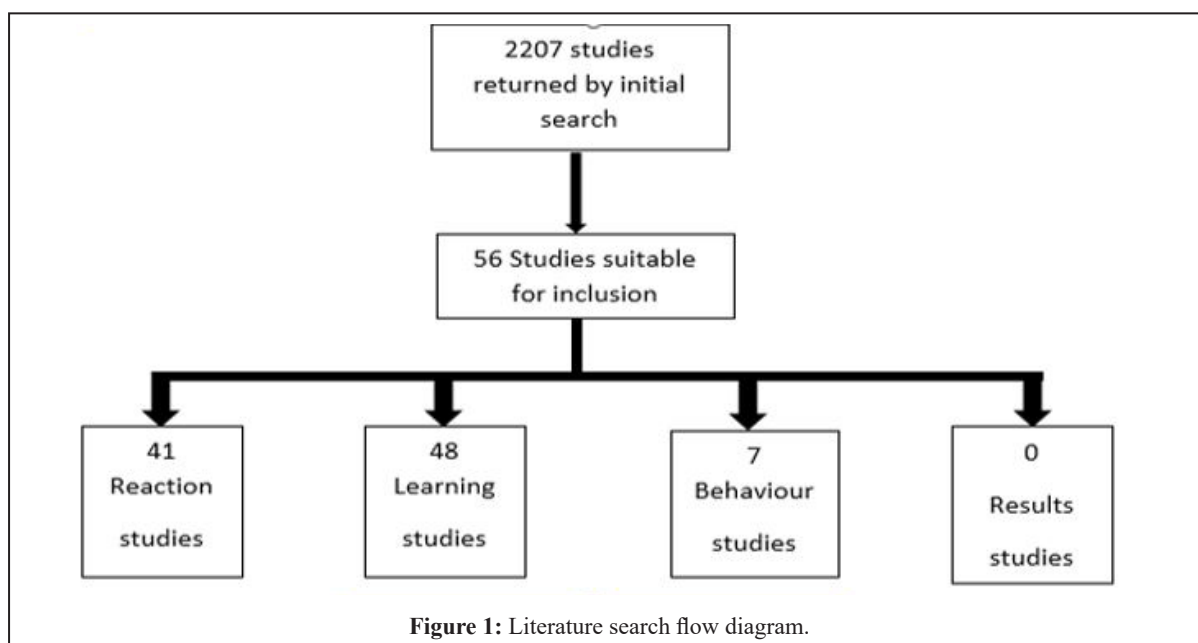 2207 studies
returned by initial
search
56 Studies suitable
for inclusion
41
Reaction
studies
48
Learning
studies
7
Behaviour
studies
0
Results
studies
Figure 1: Literature search flow diagram.